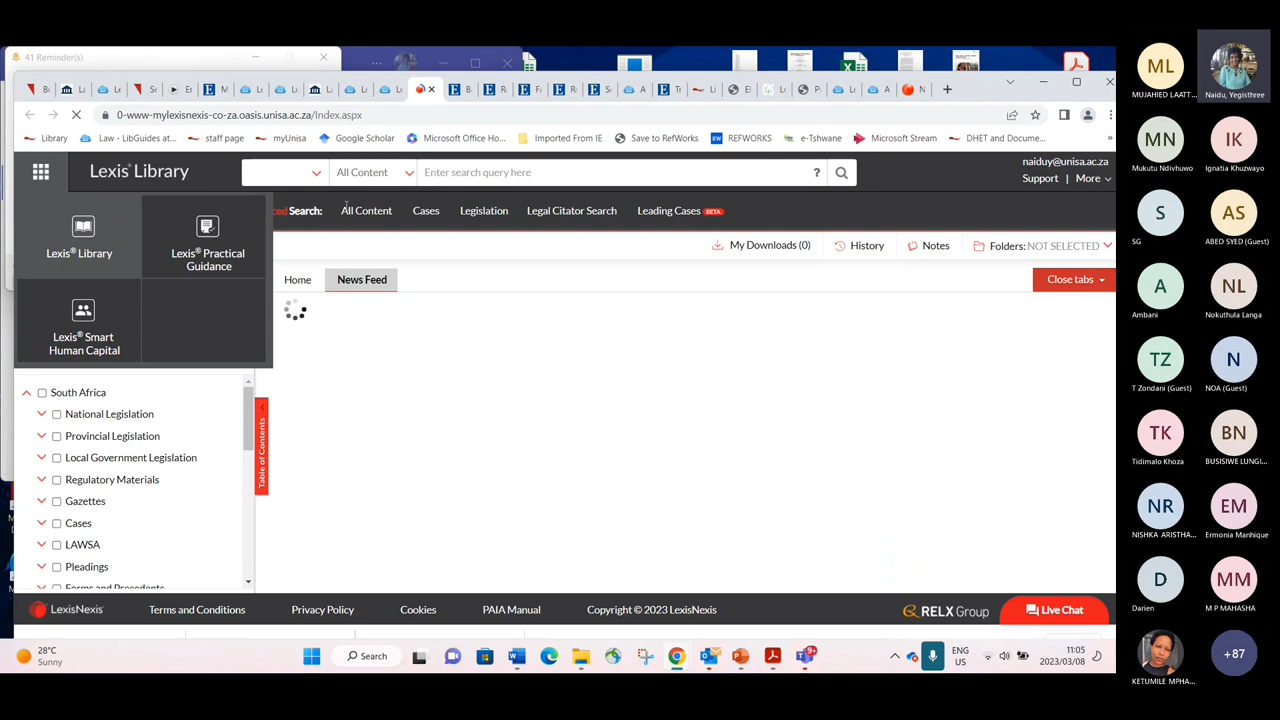 41 Reminder(s)
0-www-mylexisnexis-co-za.oasis.unisa.ac.za/Index.aspx
Library
Law - LibGuides at...
staff page
myUnisa
Google Scholar
Microsoft Office Ho...
Imported From IE
Save to RefWorks
RW REFWORKS
e-Tshwane
Microsoft Stream
DHET and Docume...
Lexis® Library
All Content
Enter search query here
?
naiduy@unisa.ac.za
Support | More
Search:
All Content
Cases
Legislation
Legal Citator Search
Leading Cases BETA
Lexis® Library
Lexis® Practical
Guidance
Lexis® Smart
Human Capital
My Downloads (0)
History
Notes
Folders: NOT SELECTED
Home
News Feed
Close tabs
South Africa
National Legislation
Provincial Legislation
Local Government Legislation
Regulatory Materials
Gazettes
Cases
LAWSA
Pleadings
Forms and Precedents
Table of Contents
LexisNexis
Terms and Conditions
Privacy Policy
Cookies
PAIA Manual
Copyright © 2023 LexisNexis
RELX Group
Live Chat
28°C
Sunny
Search
9+
ENG
US
11:05
2023/03/08
ML
MUJAHIED LAATT...
Naidu, Yegisthree
MN
Mukutu Ndivhuwo
IK
Ignatia Khuzwayo
S
SG
AS
ABED SYED (Guest)
A
Ambani
NL
Nokuthula Langa
TZ
T Zondani (Guest)
N
NOA (Guest)
TK
Tidimalo Khoza
BN
BUSISIWE LUNGI...
NR
NISHKA ARISTHA...
EM
Ermonia Manhique
D
Darien
MM
M P MAHASHA
KETUMILE MPHA...
+87